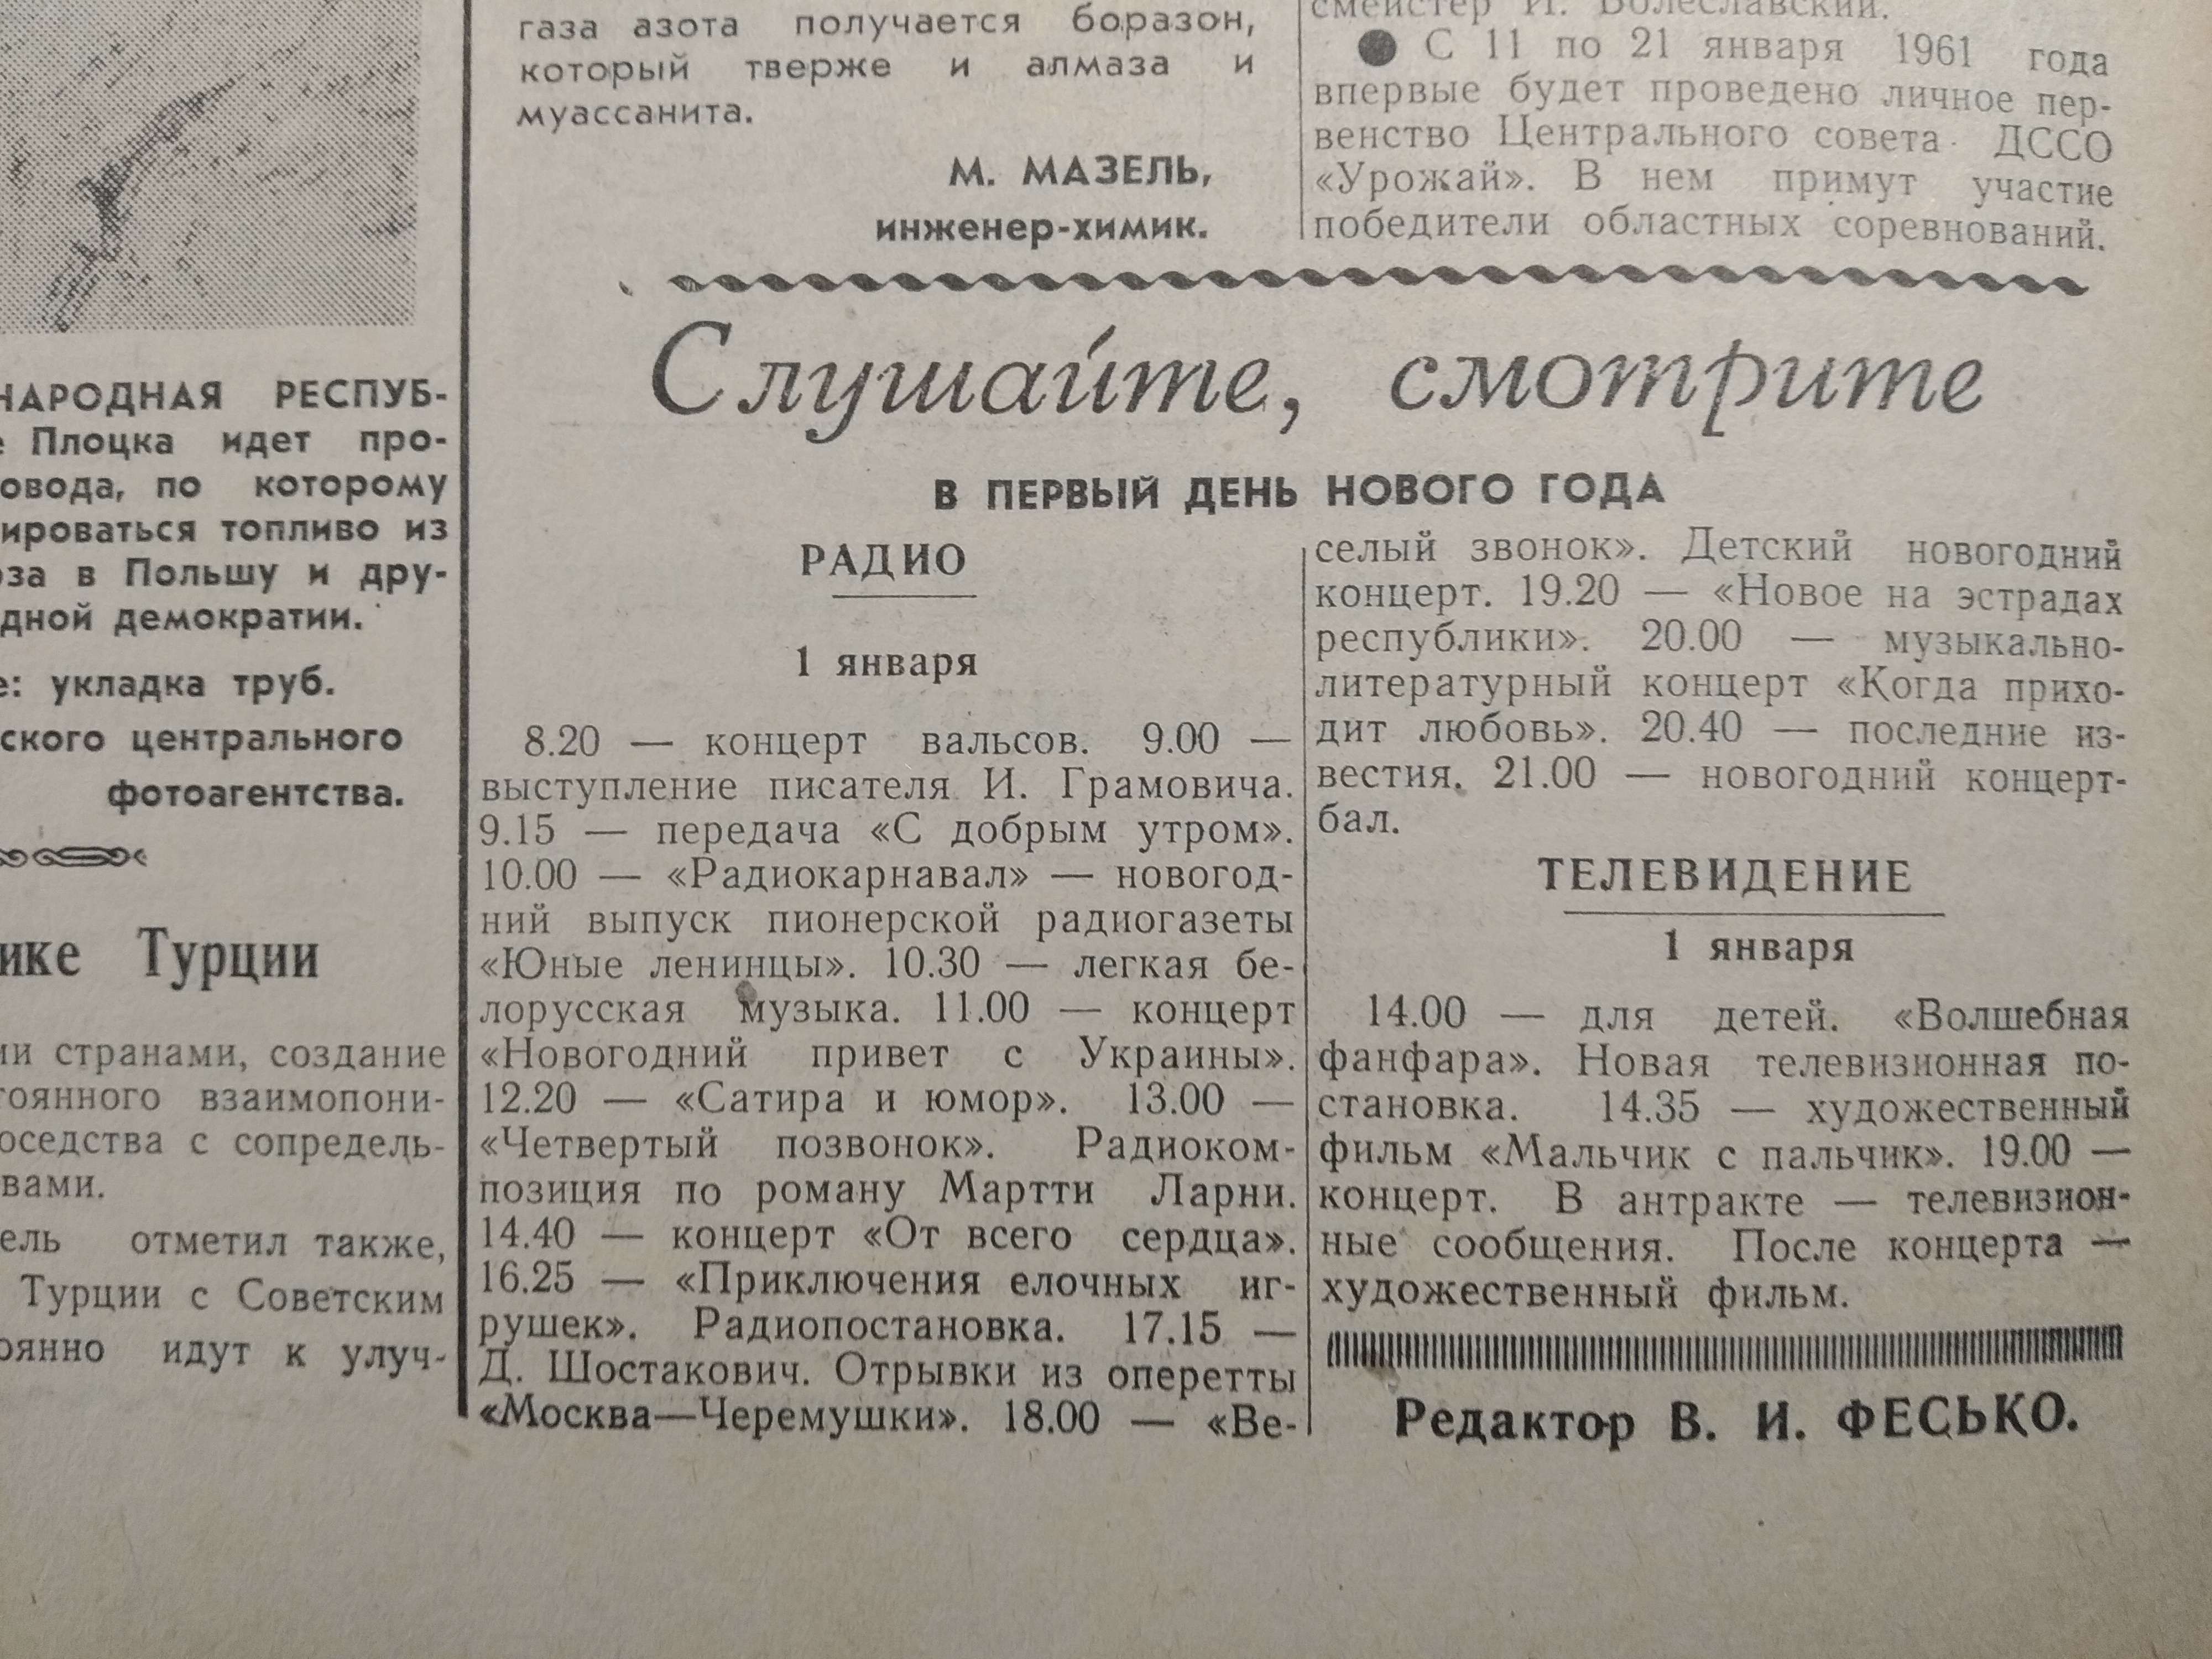 НАРОДНАЯ РЕСПУБ-
Плоцка идет про-
овода, по которому
ироваться топливо из
за в Польшу и дру-
дной демократии.
укладка труб.
ского центрального
фотоагентства.
ике Турции
ии странами, создание
тоянного взаимопони-
оседства с сопредель-
вами.
ель отметил также,
Турции с Советским
оянно идут к улуч-
газа азота получается боразон,
который тверже и алмаза и
муассанита.
М. МАЗЕЛЬ,
инженер-химик.
смейстер И. Болеславский.
● С 11 по 21 января 1961 года
впервые будет проведено личное пер-
венство Центрального совета ДССО
«Урожай». В нем примут участие
победители областных соревнований.
Слушайте, смотрите
В ПЕРВЫЙ ДЕНЬ НОВОГО ГОДА
РАДИО
1 января
8.20 — концерт вальсов. 9.00 —
выступление писателя И. Грамовича.
9.15 — передача «С добрым утром».
10.00 — «Радиокарнавал» — новогод-
ний выпуск пионерской радиогазеты
«Юные ленинцы». 10.30 — легкая бе-
лорусская музыка. 11.00 — концерт
«Новогодний привет с Украины».
12.20 — «Сатира и юмор». 13.00 —
«Четвертый позвонок». Радиоком-
позиция по роману Мартти Ларни.
14.40 — концерт «От всего сердца».
16.25 — «Приключения елочных иг-
рушек». Радиопостановка. 17.15 —
Д. Шостакович. Отрывки из оперетты
«Москва—Черемушки». 18.00 — «Ве-
селый звонок». Детский новогодний
концерт. 19.20 — «Новое на эстрадах
республики». 20.00 — музыкально-
литературный концерт «Когда прихо-
дит любовь». 20.40 — последние из-
вестия. 21.00 — новогодний концерт-
бал.
ТЕЛЕВИДЕНИЕ
1 января
14.00 — для детей. «Волшебная
фанфара». Новая телевизионная по-
становка. 14.35 — художественный
фильм «Мальчик с пальчик». 19.00 —
концерт. В антракте — телевизион-
ные сообщения. После концерта —
художественный фильм.
Редактор В. И. ФЕСЬКО.